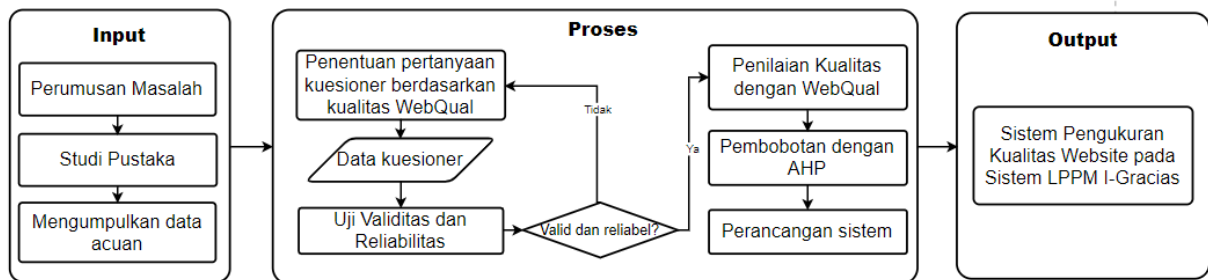 Input
Perumusan Masalah
Studi Pustaka
Mengumpulkan data
acuan
Proses
Penentuan pertanyaan
kuesioner berdasarkan
kualitas WebQual
Data kuesioner
Uji Validitas dan
Reliabilitas
Valid dan reliabel?
Tidak
Ya
Penilaian Kualitas
dengan WebQual
Pembobotan dengan
AHP
Perancangan sistem
Output
Sistem Pengukuran
Kualitas Website pada
Sistem LPPM I-Gracias